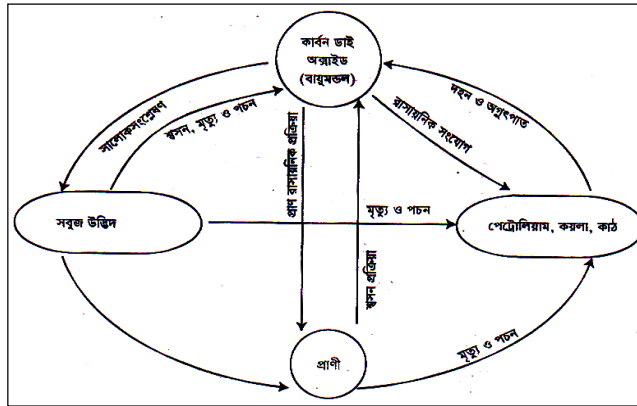 কার্বন ডাই
অক্সাইড
(বায়ুমন্ডল)
সালোকসংশ্লেষণ
শ্বসন, মৃত্যু ও পচন
প্রাণ রাসায়নিক প্রক্রিয়া
রাসায়নিক সংযোগ
দহন ও অগ্নুৎপাত
সবুজ উদ্ভিদ
মৃত্যু ও পচন
পেট্রোলিয়াম, কয়লা, কাঠ
শ্বসন প্রক্রিয়া
প্রাণী
মৃত্যু ও পচন